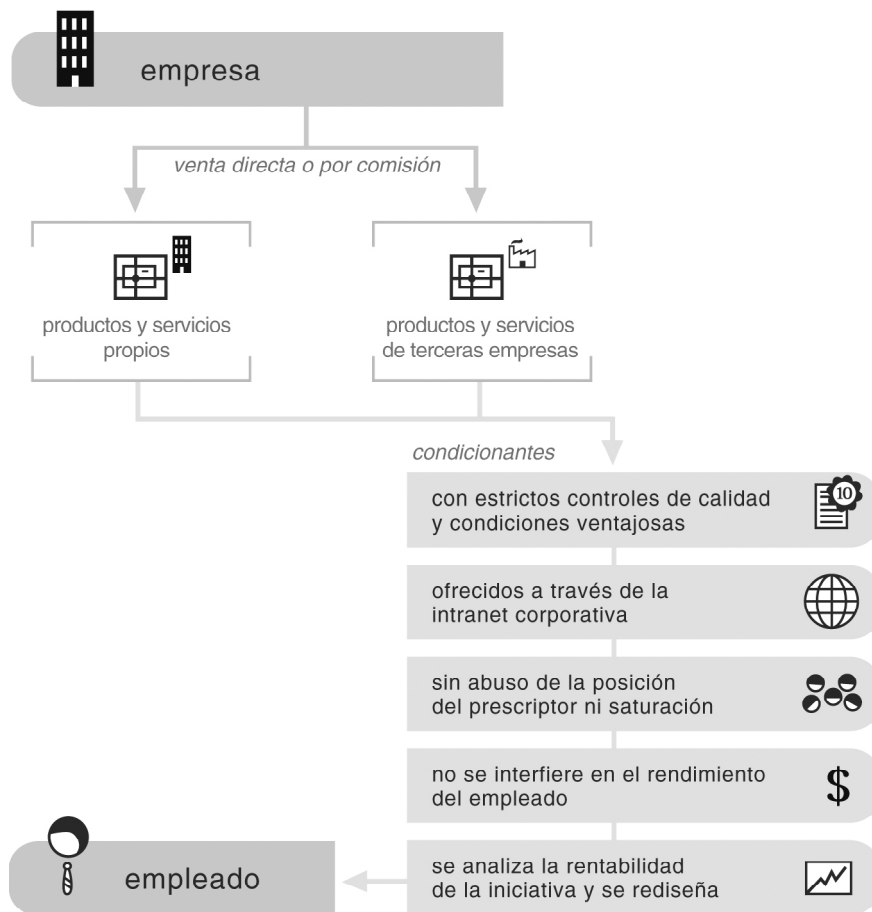 empresa
venta directa o por comisión
productos y servicios
propios
productos y servicios
de terceras empresas
condicionantes
con estrictos controles de calidad
y condiciones ventajosas
10
ofrecidos a través de la
intranet corporativa
sin abuso de la posición
del prescriptor ni saturación
no se interfiere en el rendimiento
del empleado
$
se analiza la rentabilidad
de la iniciativa y se rediseña
empleado